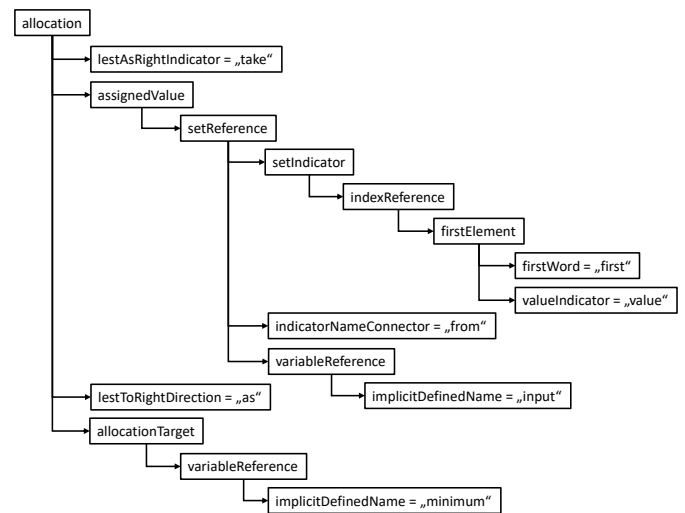 allocation
lestAsRightIndicator = „take“
assignedValue
setReference
setIndicator
indexReference
firstElement
firstWord = „first“
valueIndicator = „value“
indicatorNameConnector = „from“
variableReference
implicitDefinedName = „input“
lestToRightDirection = „as“
allocationTarget
variableReference
implicitDefinedName = „minimum“